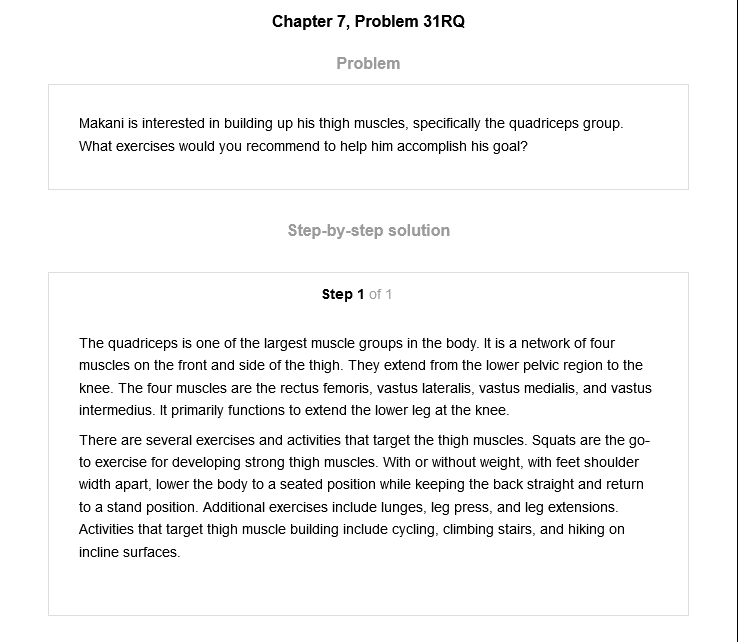 Chapter 7, Problem 31RQ
Problem
Makani is interested in building up his thigh muscles, specifically the quadriceps group.
What exercises would you recommend to help him accomplish his goal?
Step-by-step solution
Step 1 of 1
The quadriceps is one of the largest muscle groups in the body. It is a network of four
muscles on the front and side of the thigh. They extend from the lower pelvic region to the
knee. The four muscles are the rectus femoris, vastus lateralis, vastus medialis, and vastus
intermedius. It primarily functions to extend the lower leg at the knee.
There are several exercises and activities that target the thigh muscles. Squats are the go-
to exercise for developing strong thigh muscles. With or without weight, with feet shoulder
width apart, lower the body to a seated position while keeping the back straight and return
to a stand position. Additional exercises include lunges, leg press, and leg extensions.
Activities that target thigh muscle building include cycling, climbing stairs, and hiking on
incline surfaces.